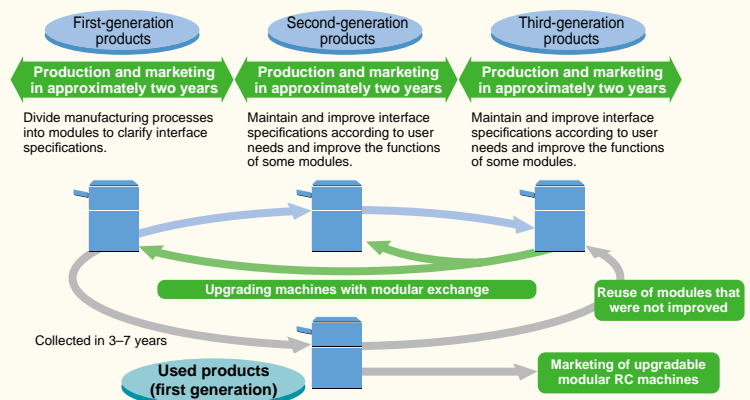 First-generation
products
Second-generation
products
Third-generation
products
Production and marketing
in approximately two years
Production and marketing
in approximately two years
Production and marketing
in approximately two years
Divide manufacturing processes
into modules to clarify interface
specifications.
Maintain and improve interface
specifications according to user
needs and improve the functions
of some modules.
Maintain and improve interface
specifications according to user
needs and improve the functions
of some modules.
Upgrading machines with modular exchange
Reuse of modules that
were not improved
Collected in 3–7 years
Used products
(first generation)
Marketing of upgradable
modular RC machines